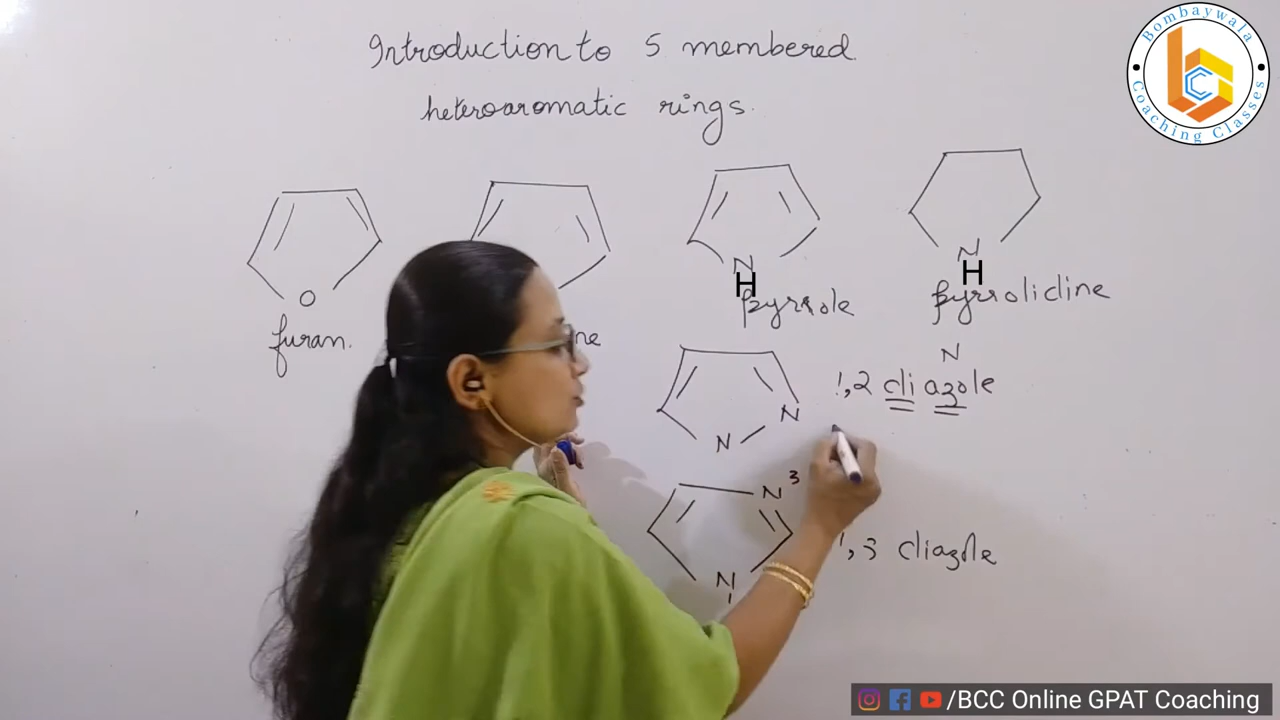 Introduction to 5 membered
heteroaromatic rings.
Bombaywala
Coaching Classes
O
furan.
N
H
pyrrole
N
H
pyrrolidine
N
N
N
1,2 diazole
N 3
N
1
1,3 diazole
/BCC Online GPAT Coaching